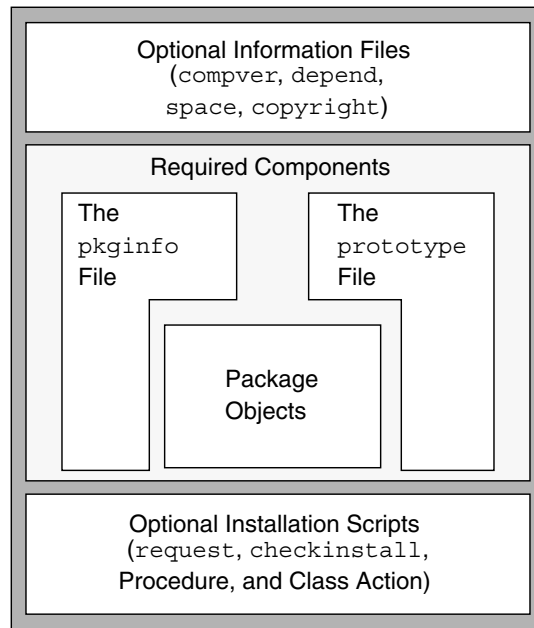 Optional Information Files
(compver, depend,
space, copyright)
Required Components
The
pkginfo
File
The
prototype
File
Package
Objects
Optional Installation Scripts
(request, checkinstall,
Procedure, and Class Action)